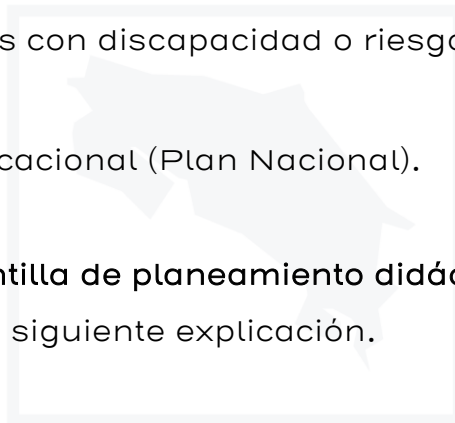 s con discapacidad o riesgo
cacional (Plan Nacional).
ntilla de planeamiento didác
siguiente explicación.